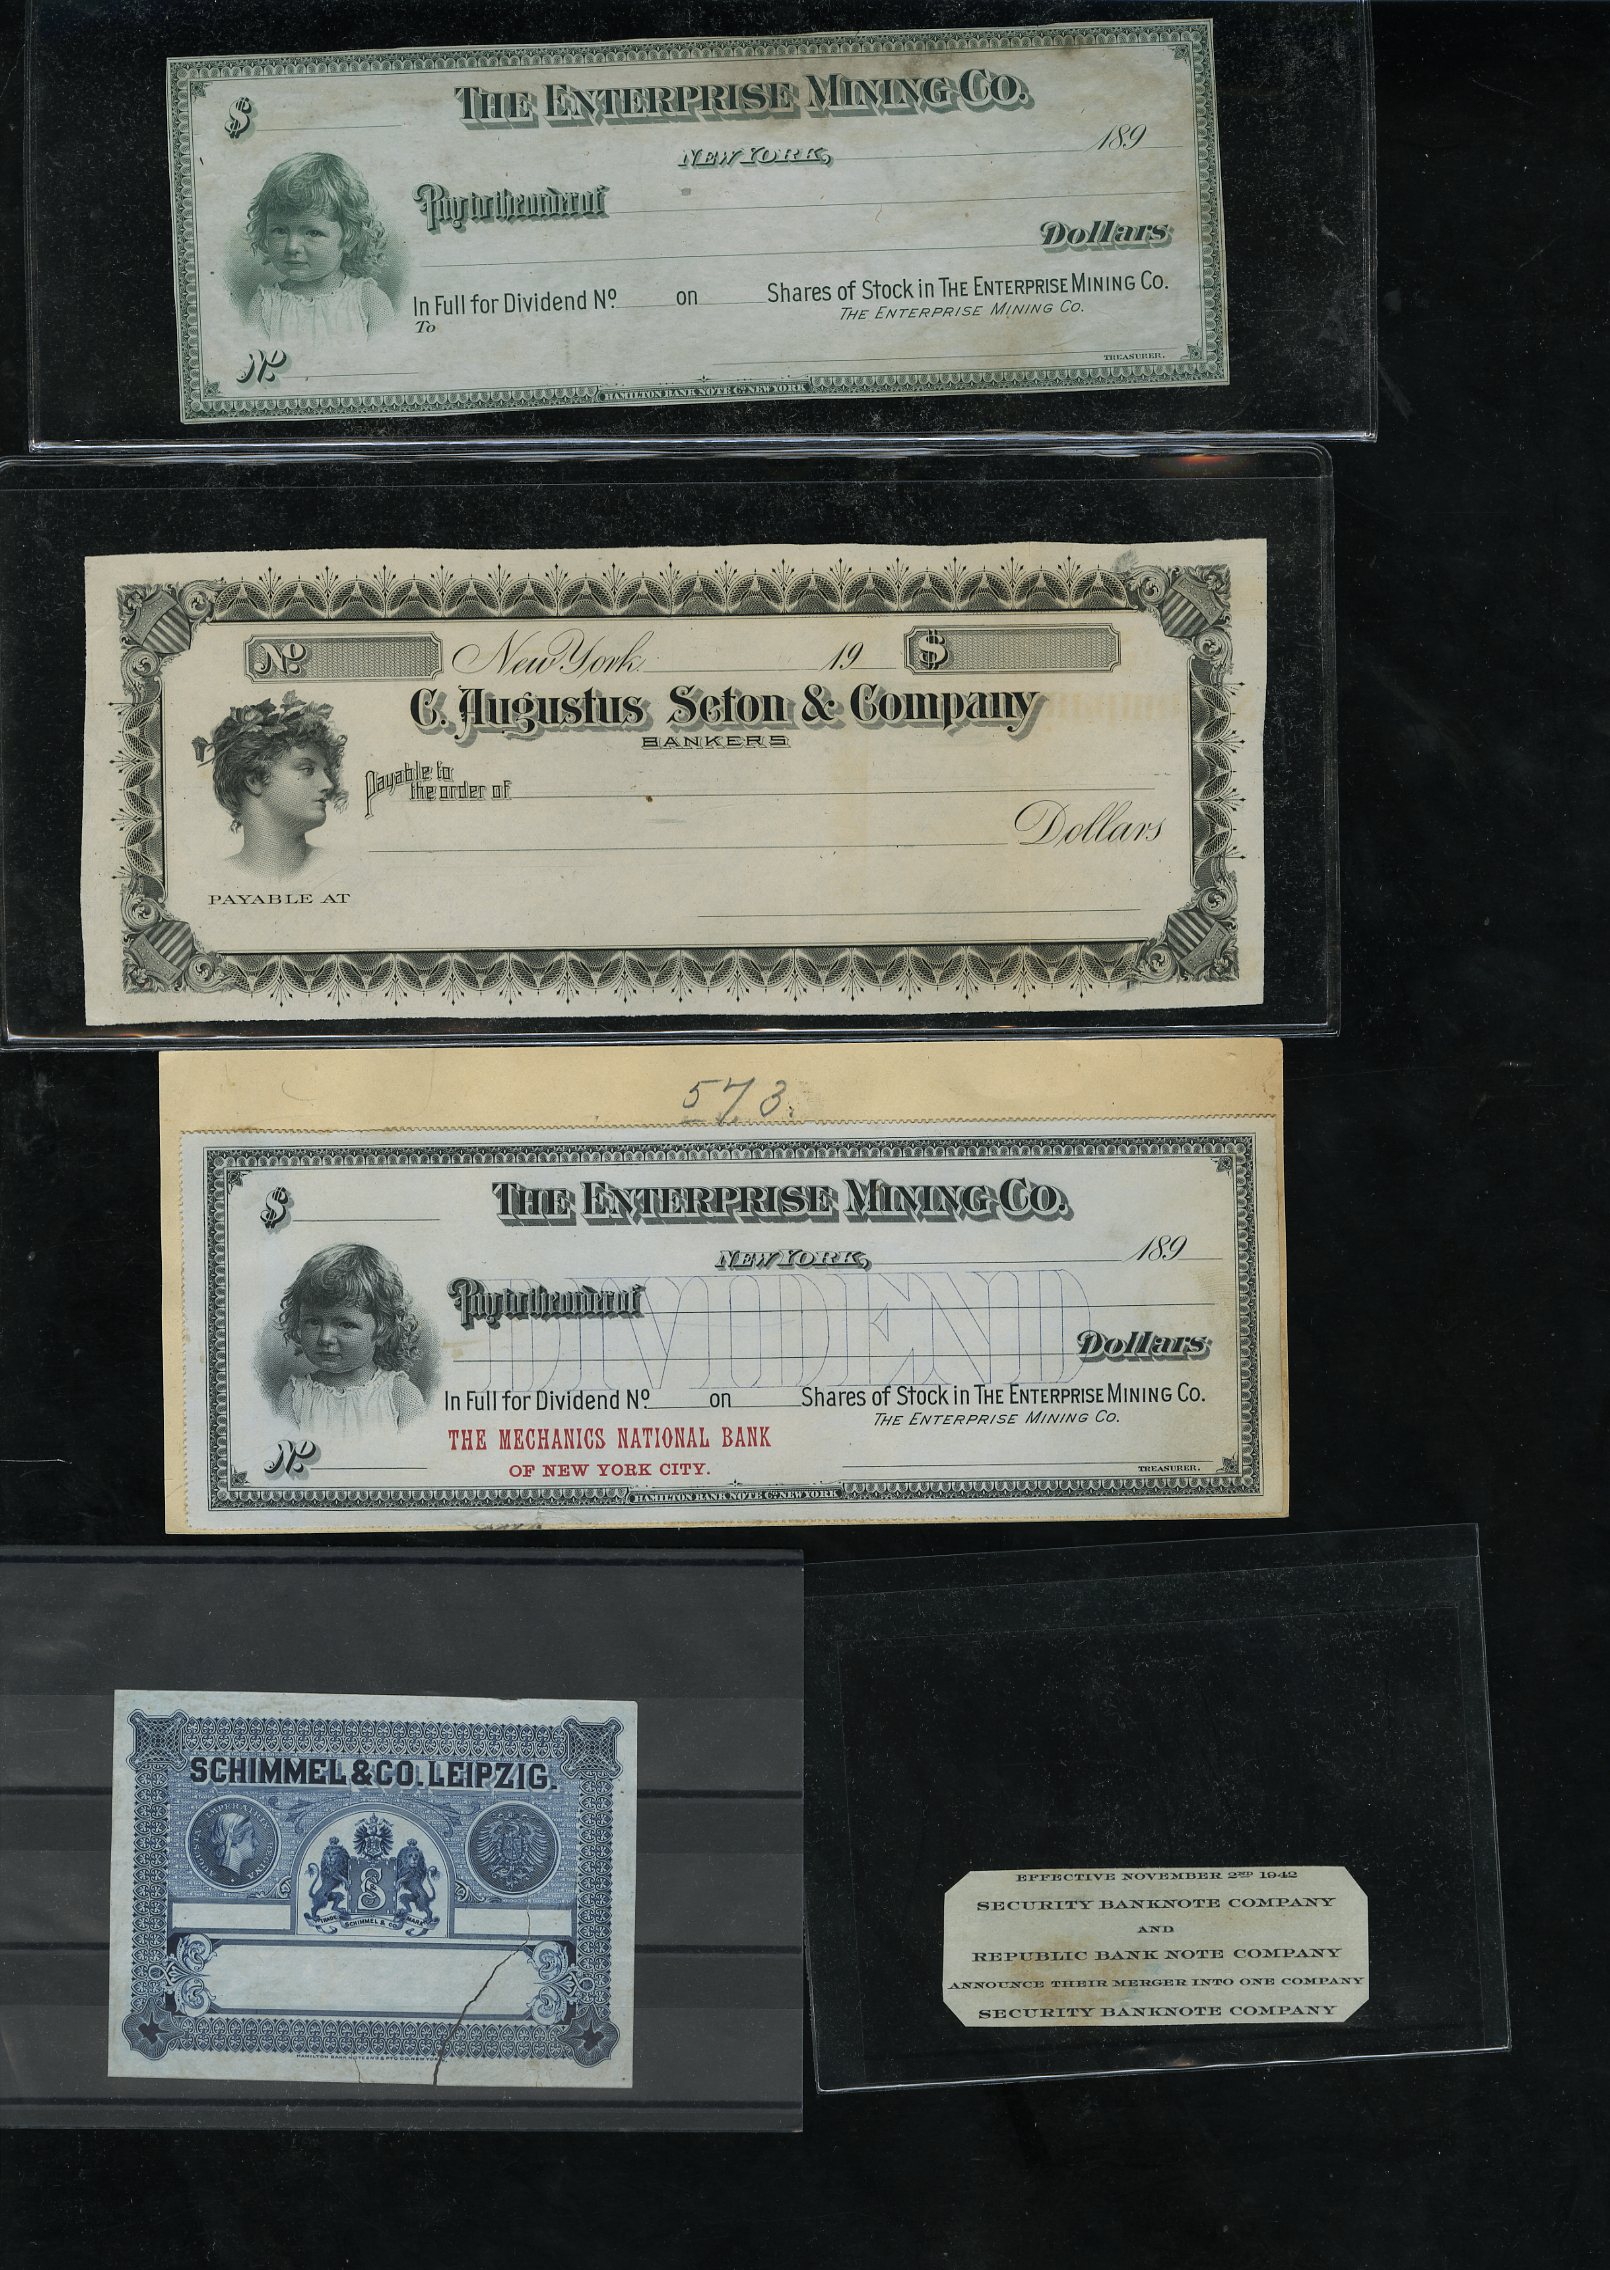 $
THE ENTERPRISE MINING CO.
NEW YORK, 189
Pay to the order of
Dollars
In Full for Dividend No. on Shares of Stock in THE ENTERPRISE MINING CO.
To THE ENTERPRISE MINING CO.
No.
TREASURER.
HAMILTON BANK NOTE CO. NEW YORK
No. New York 19 $
C. Augustus Seton & Company
BANKERS
Payable to
the order of
Dollars
PAYABLE AT
573.
$
THE ENTERPRISE MINING CO.
NEW YORK, 189
Pay to the order of
DIVIDEND
Dollars
In Full for Dividend No. on Shares of Stock in THE ENTERPRISE MINING CO.
THE ENTERPRISE MINING CO.
THE MECHANICS NATIONAL BANK
No.
OF NEW YORK CITY.
TREASURER.
HAMILTON BANK NOTE CO. NEW YORK
SCHIMMEL & CO. LEIPZIG.
S
TRADE SCHIMMEL & CO. MARK
EFFECTIVE NOVEMBER 2ND 1942
SECURITY BANKNOTE COMPANY
AND
REPUBLIC BANK NOTE COMPANY
ANNOUNCE THEIR MERGER INTO ONE COMPANY
SECURITY BANKNOTE COMPANY